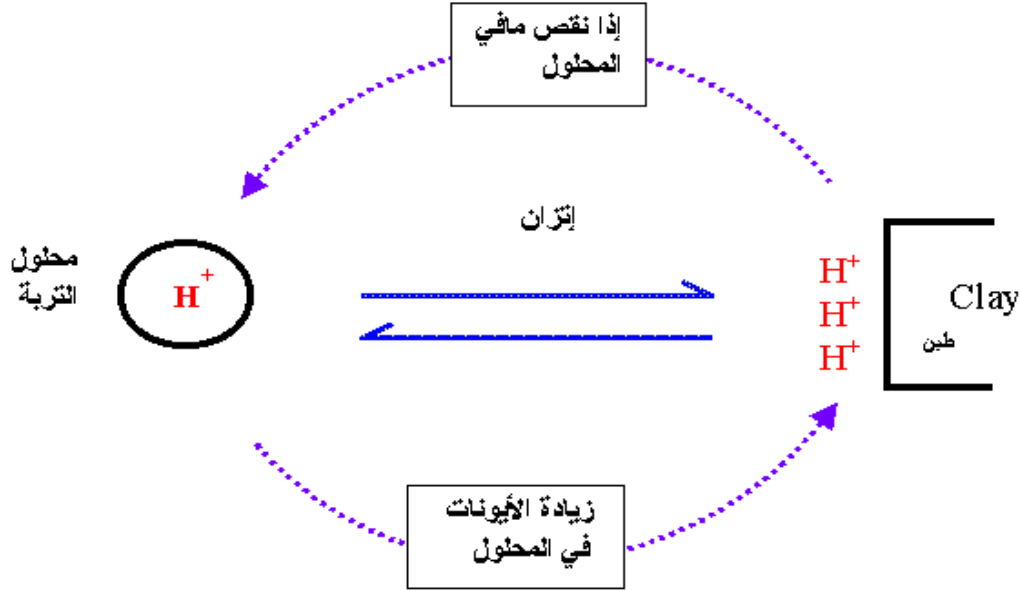 إذا نقص مافي
المحلول
إتزان
محلول
التربة
H+
H+
H+
H+
Clay
طين
زيادة الأيونات
في المحلول